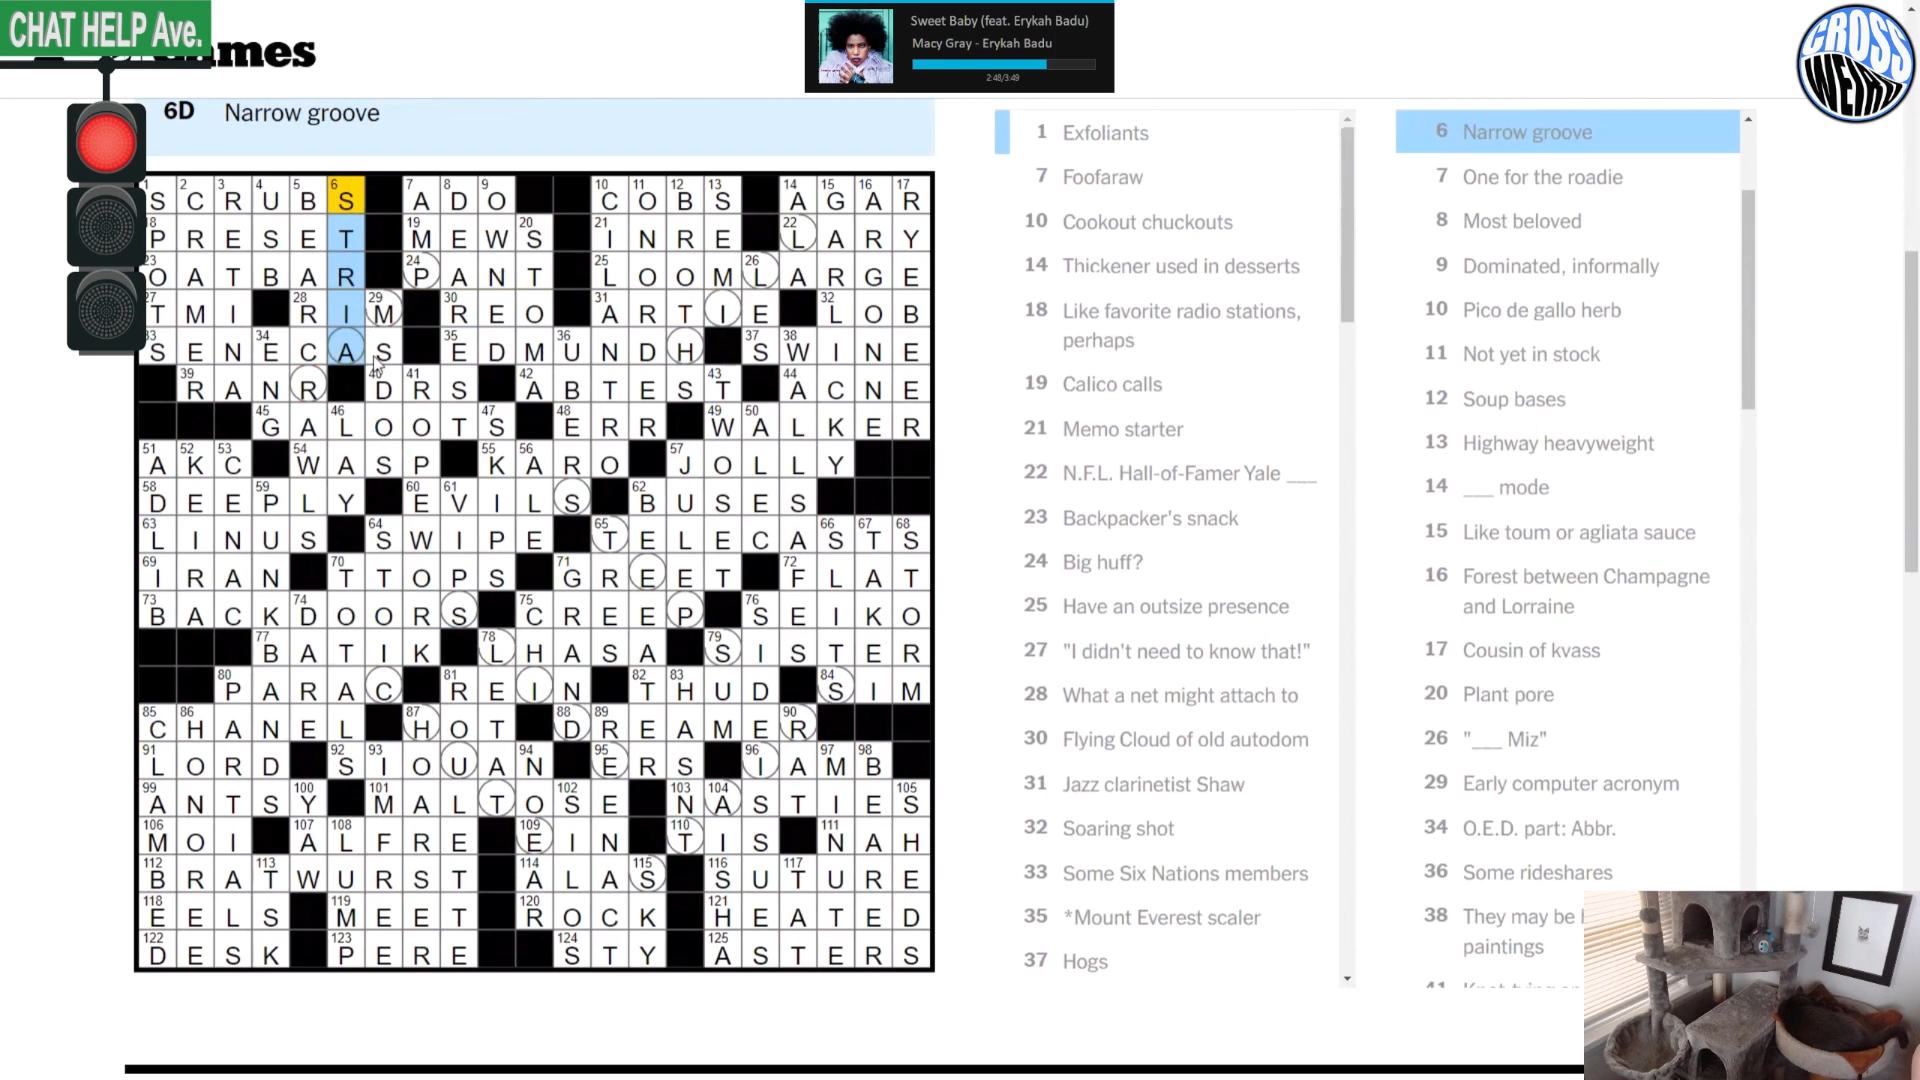 CHAT HELP Ave.
ames
Sweet Baby (feat. Erykah Badu)
Macy Gray - Erykah Badu
2:48/3:49
CROSS
WEIRD
6D Narrow groove
S C R U B S A D O C O B S A G A R
P R E S E T M E W S I N R E L A R Y
O A T B A R P A N T L O O M L A R G E
T M I R I M R E O A R T I E L O B
S E N E C A S E D M U N D H S W I N E
R A N R D R S A B T E S T A C N E
G A L O O T S E R R W A L K E R
A K C W A S P K A R O J O L L Y
D E E P L Y E V I L S B U S E S
L I N U S S W I P E T E L E C A S T S
I R A N T T O P S G R E E T F L A T
B A C K D O O R S C R E E P S E I K O
B A T I K L H A S A S I S T E R
P A R A C R E I N T H U D S I M
C H A N E L H O T D R E A M E R
L O R D S I O U A N E R S I A M B
A N T S Y M A L T O S E N A S T I E S
M O I A L F R E E I N T I S N A H
B R A T W U R S T A L A S S U T U R E
E E L S M E E T R O C K H E A T E D
D E S K P E R E S T Y A S T E R S
1 Exfoliants
7 Foofaraw
10 Cookout chuckouts
14 Thickener used in desserts
18 Like favorite radio stations,
perhaps
19 Calico calls
21 Memo starter
22 N.F.L. Hall-of-Famer Yale ___
23 Backpacker's snack
24 Big huff?
25 Have an outsize presence
27 "I didn't need to know that!"
28 What a net might attach to
30 Flying Cloud of old autodom
31 Jazz clarinetist Shaw
32 Soaring shot
33 Some Six Nations members
35 *Mount Everest scaler
37 Hogs
6 Narrow groove
7 One for the roadie
8 Most beloved
9 Dominated, informally
10 Pico de gallo herb
11 Not yet in stock
12 Soup bases
13 Highway heavyweight
14 ___ mode
15 Like toum or agliata sauce
16 Forest between Champagne
and Lorraine
17 Cousin of kvass
20 Plant pore
26 "___ Miz"
29 Early computer acronym
34 O.E.D. part: Abbr.
36 Some rideshares
38 They may be
paintings